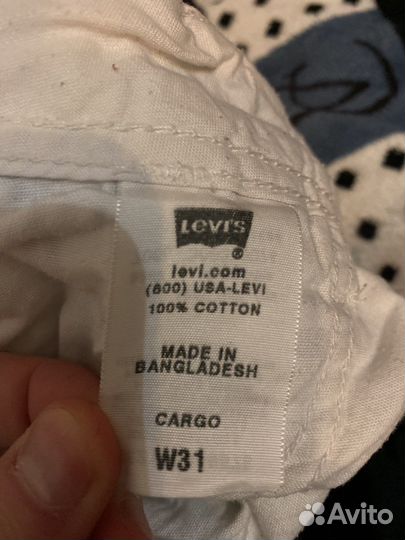 LEVI'S
®
levi.com
(800) USA-LEVI
100% COTTON
MADE IN
BANGLADESH
CARGO
W31
Avito